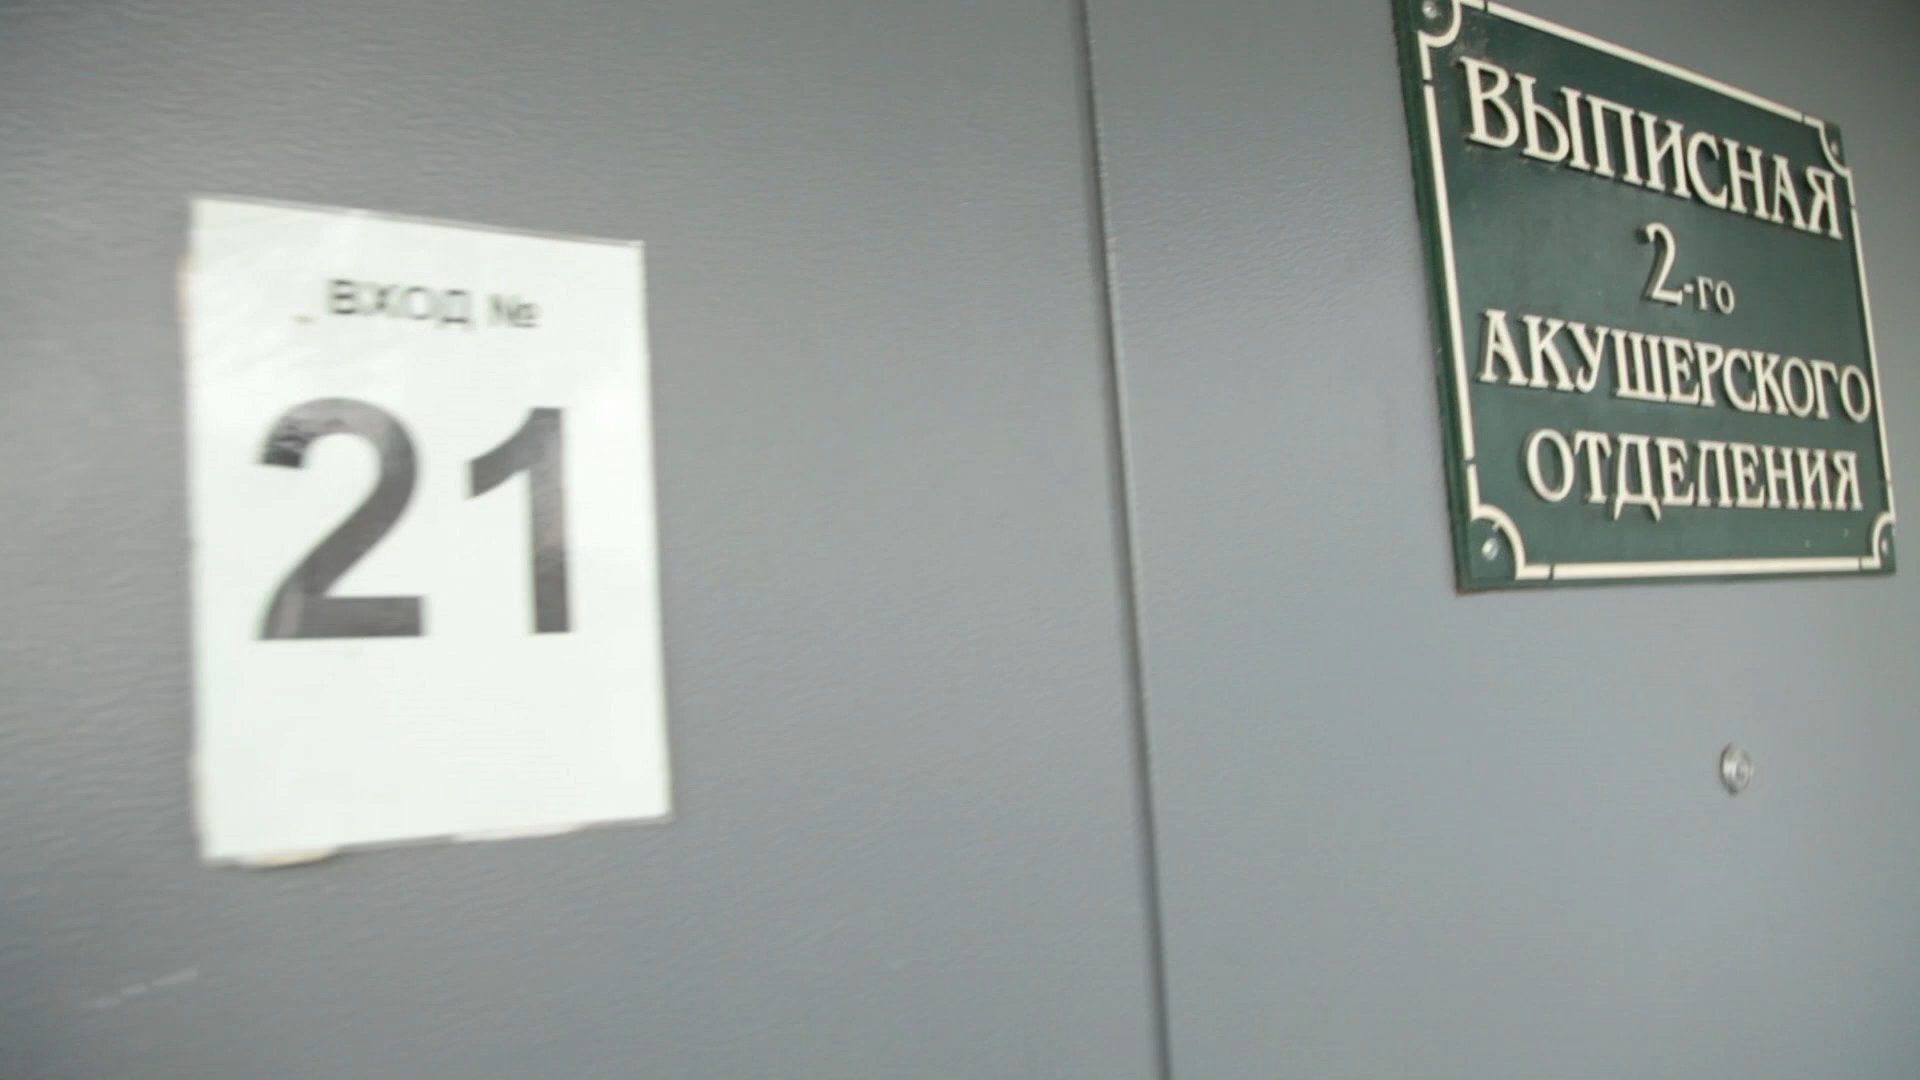 ВХОД №
21
ВЫПИСНАЯ
2-го
АКУШЕРСКОГО
ОТДЕЛЕНИЯ